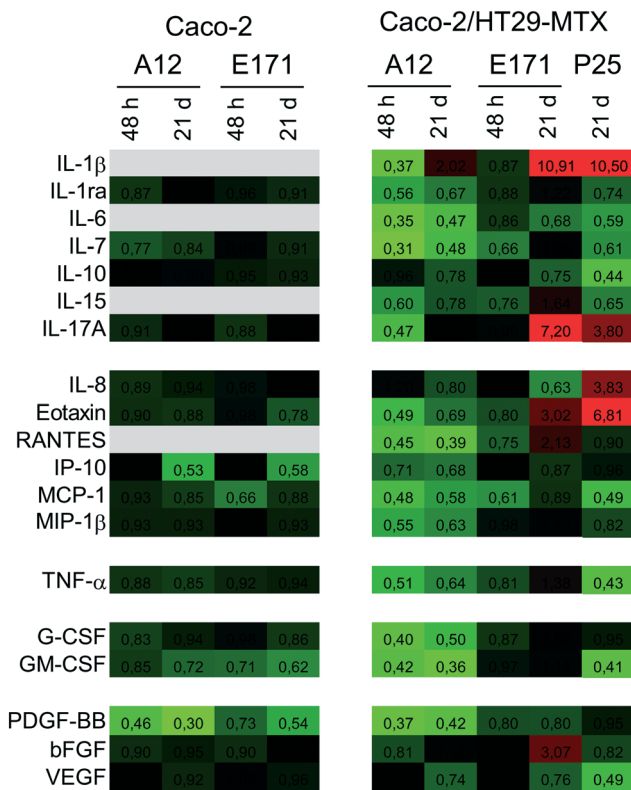 Caco-2 Caco-2/HT29-MTX
A12 E171 A12 E171 P25
48 h 21 d 48 h 21 d 48 h 21 d 48 h 21 d 21 d
IL-1β 0,37 2,02 0,87 10,91 10,50
IL-1ra 0,87 0,96 0,91 0,56 0,67 0,88 1,22 0,74
IL-6 0,35 0,47 0,86 0,68 0,59
IL-7 0,77 0,84 0,91 0,31 0,48 0,66 0,61
IL-10 0,95 0,93 0,96 0,78 0,75 0,44
IL-15 0,60 0,78 0,76 1,64 0,65
IL-17A 0,91 0,88 0,47 7,20 3,80
IL-8 0,89 0,94 0,98 0,80 0,63 3,83
Eotaxin 0,90 0,88 0,98 0,78 0,49 0,69 0,80 3,02 6,81
RANTES 0,45 0,39 0,75 2,13 0,90
IP-10 0,53 0,58 0,71 0,68 0,87 0,96
MCP-1 0,93 0,85 0,66 0,88 0,48 0,58 0,61 0,89 0,49
MIP-1β 0,93 0,93 0,93 0,55 0,63 0,98 0,82
TNF-α 0,88 0,85 0,92 0,94 0,51 0,64 0,81 1,38 0,43
G-CSF 0,83 0,94 0,98 0,86 0,40 0,50 0,87 0,95
GM-CSF 0,85 0,72 0,71 0,62 0,42 0,36 0,97 0,41
PDGF-BB 0,46 0,30 0,73 0,54 0,37 0,42 0,80 0,80 0,95
bFGF 0,90 0,95 0,90 0,81 3,07 0,82
VEGF 0,92 0,96 0,74 0,76 0,49